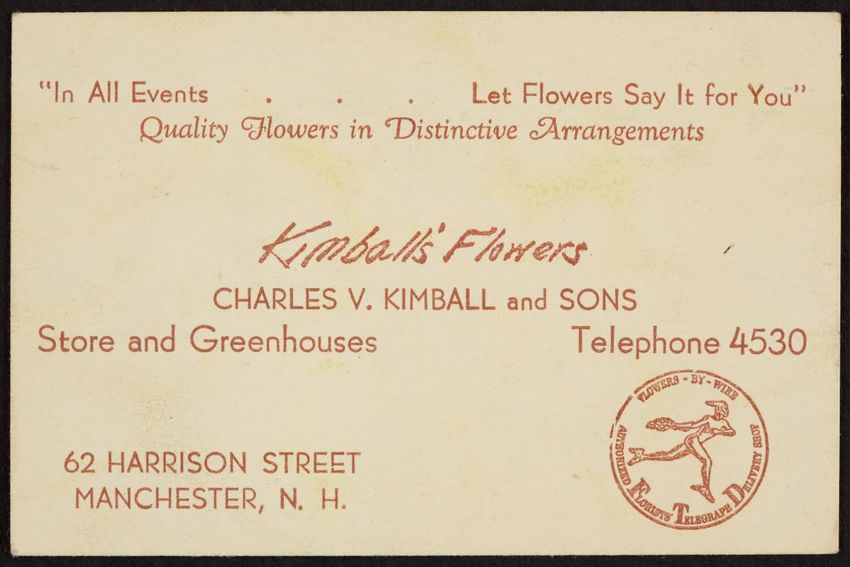 "In All Events . . . Let Flowers Say It for You"
Quality Flowers in Distinctive Arrangements
Kimball's Flowers
CHARLES V. KIMBALL and SONS
Store and Greenhouses Telephone 4530
62 HARRISON STREET
MANCHESTER, N. H.
FLOWERS-BY-WIRE
AUTHORIZED FLORISTS' TELEGRAPH DELIVERY SHOP